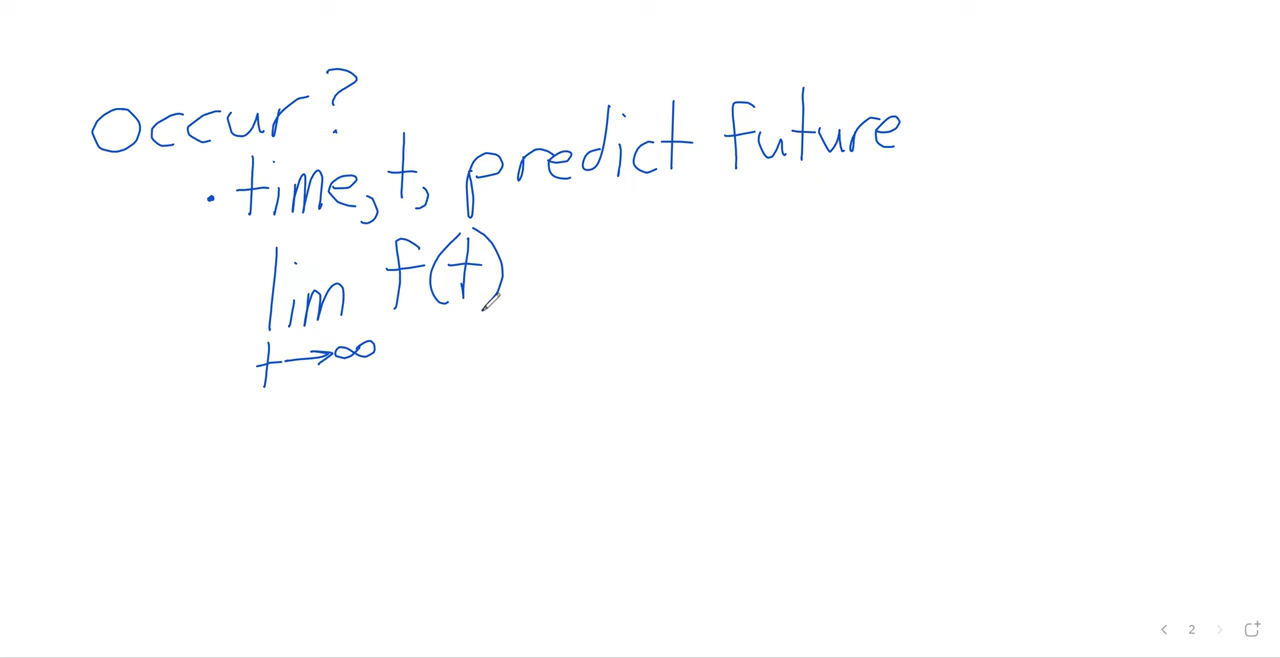 Occur?
• time, t, predict future
lim f(t)
t→∞
2